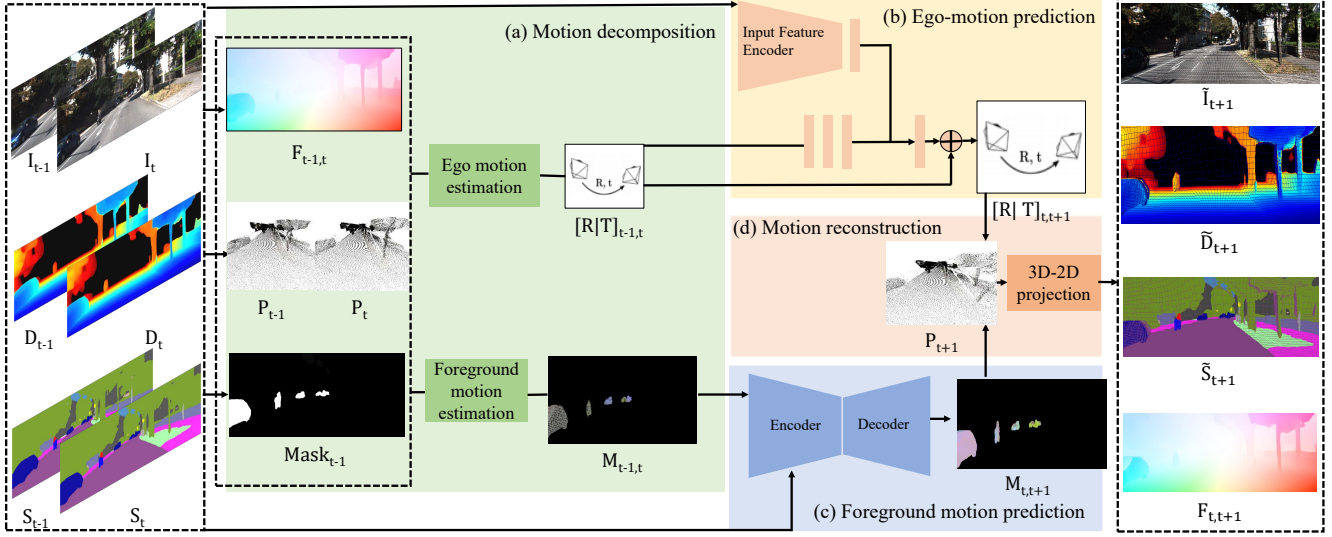 I_{t-1}
I_t
D_{t-1}
D_t
S_{t-1}
S_t
(a) Motion decomposition
F_{t-1,t}
P_{t-1}
P_t
Mask_{t-1}
Ego motion
estimation
R, t
[R|T]_{t-1,t}
Foreground
motion
estimation
M_{t-1,t}
(b) Ego-motion prediction
Input Feature
Encoder
R, t
[R| T]_{t,t+1}
(d) Motion reconstruction
P_{t+1}
3D-2D
projection
Encoder
Decoder
M_{t,t+1}
(c) Foreground motion prediction
Ĩ_{t+1}
D̃_{t+1}
S̃_{t+1}
F_{t,t+1}